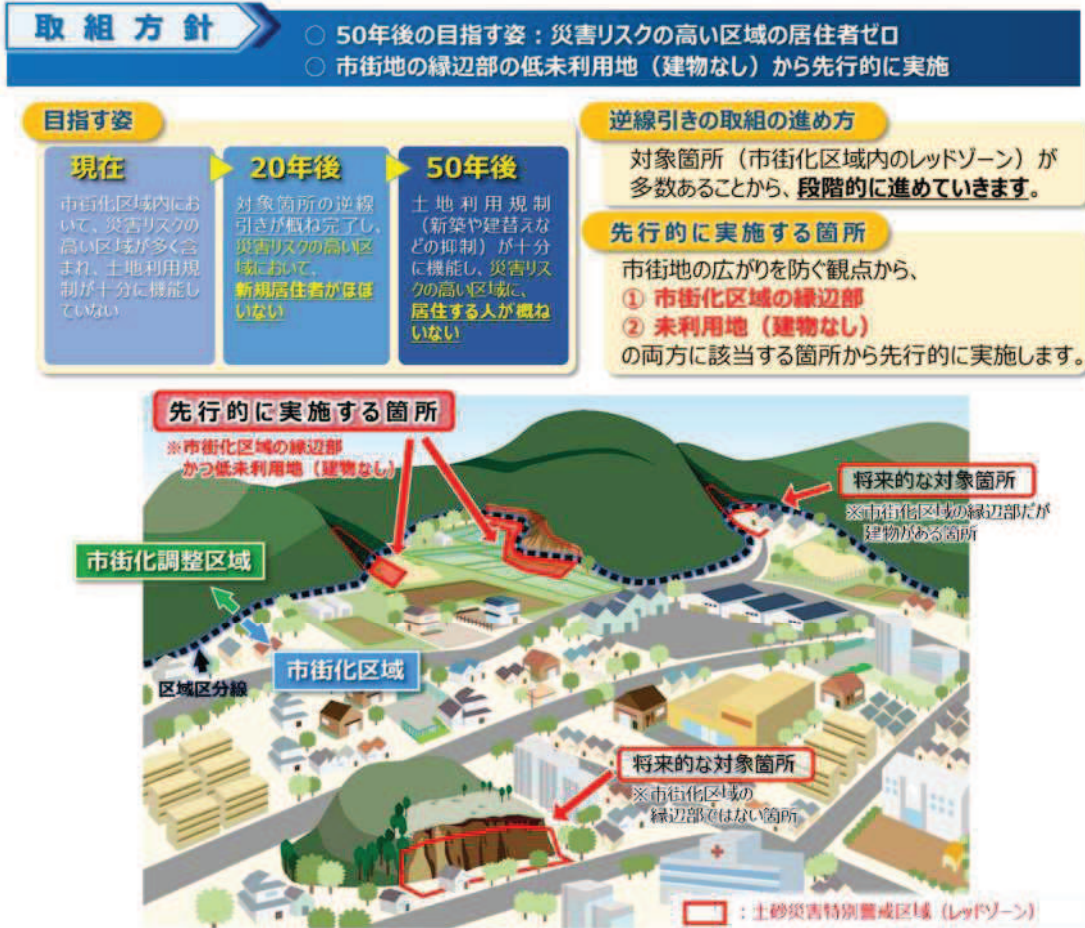 取組方針
○ 50年後の目指す姿：災害リスクの高い区域の居住者ゼロ
○ 市街地の縁辺部の低未利用地（建物なし）から先行的に実施
目指す姿
現在
市街化区域内にお
いて、災害リスクの
高い区域が多く含
まれ、土地利用規
制が十分に機能し
ていない
20年後
対象箇所の逆線
引きが概ね完了し、
災害リスクの高い区
域において、
新規居住者がほぼ
いない
50年後
土地利用規制
（新築や建替えな
どの抑制）が十分
に機能し、災害リス
クの高い区域に、
居住する人が概ね
いない
逆線引きの取組の進め方
対象箇所（市街化区域内のレッドゾーン）が
多数あることから、段階的に進めていきます。
先行的に実施する箇所
市街地の広がりを防ぐ観点から、
① 市街化区域の縁辺部
② 未利用地（建物なし）
の両方に該当する箇所から先行的に実施します。
先行的に実施する箇所
※市街化区域の縁辺部
かつ低未利用地（建物なし）
将来的な対象箇所
※市街化区域の縁辺部だが
建物がある箇所
市街化調整区域
市街化区域
区域区分線
将来的な対象箇所
※市街化区域の
縁辺部ではない箇所
：土砂災害特別警戒区域（レッドゾーン）